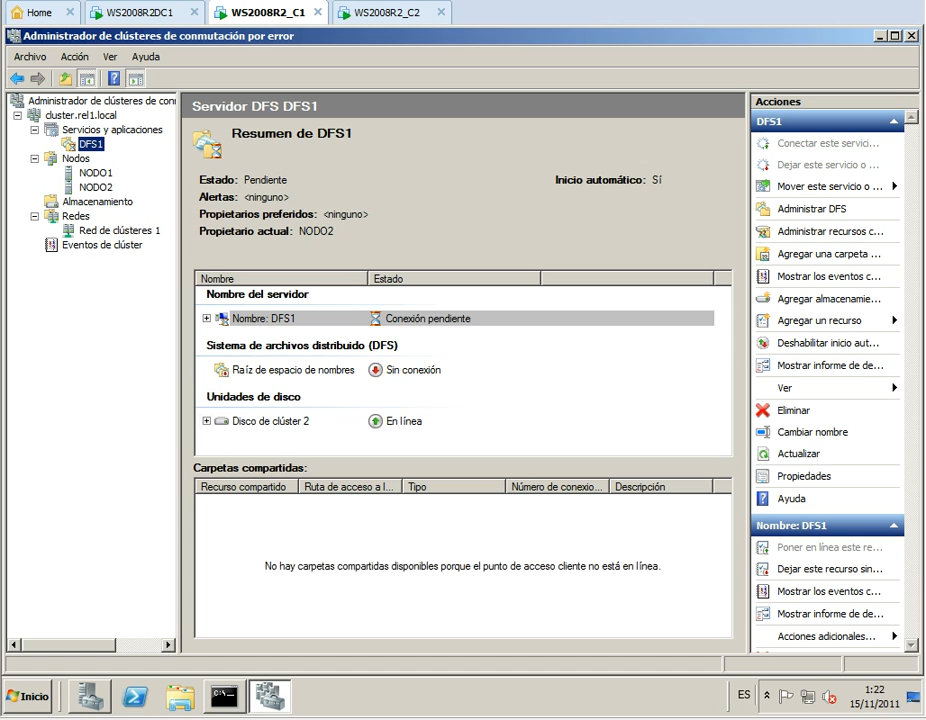 Home
WS2008R2DC1
WS2008R2_C1
WS2008R2_C2
Administrador de clústeres de conmutación por error
Archivo Acción Ver Ayuda
Administrador de clústeres de con
cluster.rel1.local
Servicios y aplicaciones
DFS1
Nodos
NODO1
NODO2
Almacenamiento
Redes
Red de clústeres 1
Eventos de clúster
Servidor DFS DFS1
Resumen de DFS1
Estado: Pendiente
Inicio automático: Sí
Alertas: <ninguno>
Propietarios preferidos: <ninguno>
Propietario actual: NODO2
Nombre Estado
Nombre del servidor
Nombre: DFS1 Conexión pendiente
Sistema de archivos distribuido (DFS)
Raíz de espacio de nombres Sin conexión
Unidades de disco
Disco de clúster 2 En línea
Carpetas compartidas:
Recurso compartido Ruta de acceso a l... Tipo Número de conexio... Descripción
No hay carpetas compartidas disponibles porque el punto de acceso cliente no está en línea.
Acciones
DFS1
Conectar este servici...
Dejar este servicio o ...
Mover este servicio o ...
Administrar DFS
Administrar recursos c...
Agregar una carpeta ...
Mostrar los eventos c...
Agregar almacenamie...
Agregar un recurso
Deshabilitar inicio aut...
Mostrar informe de de...
Ver
Eliminar
Cambiar nombre
Actualizar
Propiedades
Ayuda
Nombre: DFS1
Poner en línea este re...
Dejar este recurso sin...
Mostrar los eventos c...
Mostrar informe de de...
Acciones adicionales...
Inicio
ES
1:22
15/11/2011